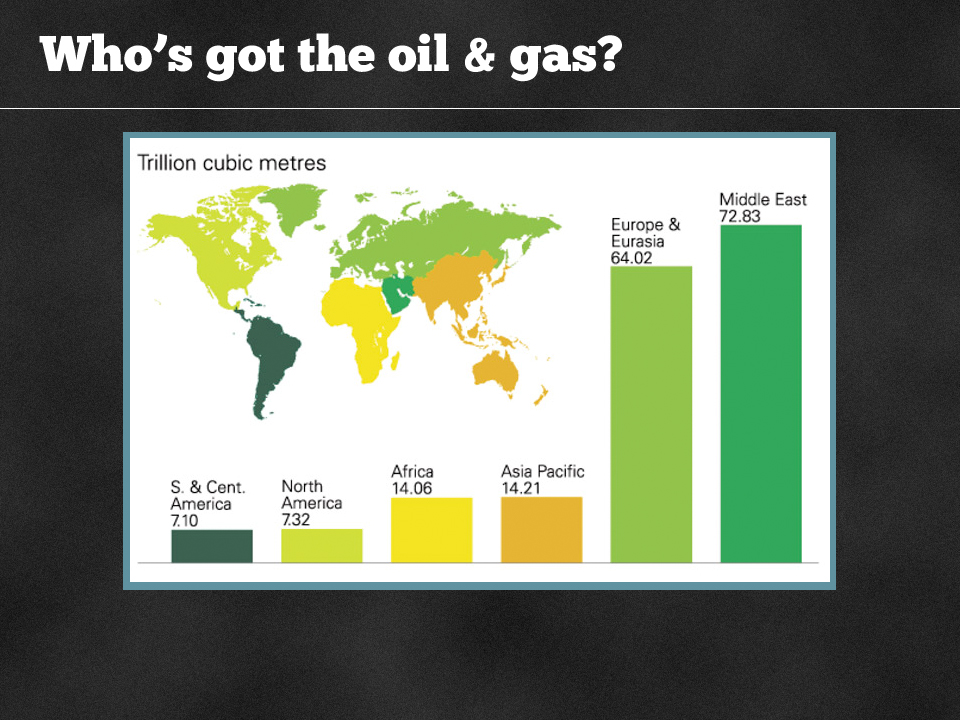 Who’s got the oil & gas?
Trillion cubic metres
S. & Cent.
America
7.10
North
America
7.32
Africa
14.06
Asia Pacific
14.21
Europe &
Eurasia
64.02
Middle East
72.83